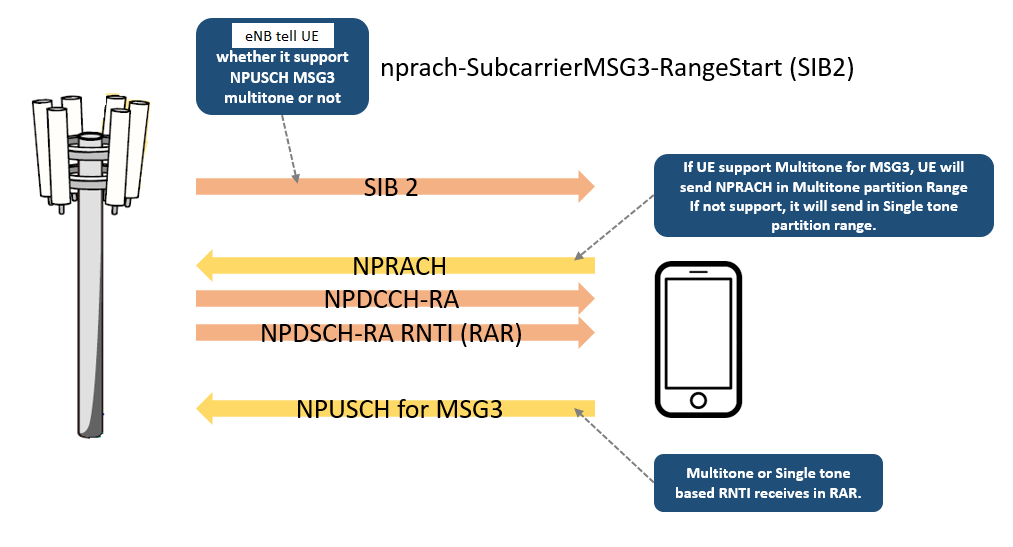 eNB tell UE
whether it support
NPUSCH MSG3
multitone or not
nprach-SubcarrierMSG3-RangeStart (SIB2)
SIB 2
If UE support Multitone for MSG3, UE will
send NPRACH in Multitone partition Range
If not support, it will send in Single tone
partition range.
NPRACH
NPDCCH-RA
NPDSCH-RA RNTI (RAR)
NPUSCH for MSG3
Multitone or Single tone
based RNTI receives in RAR.